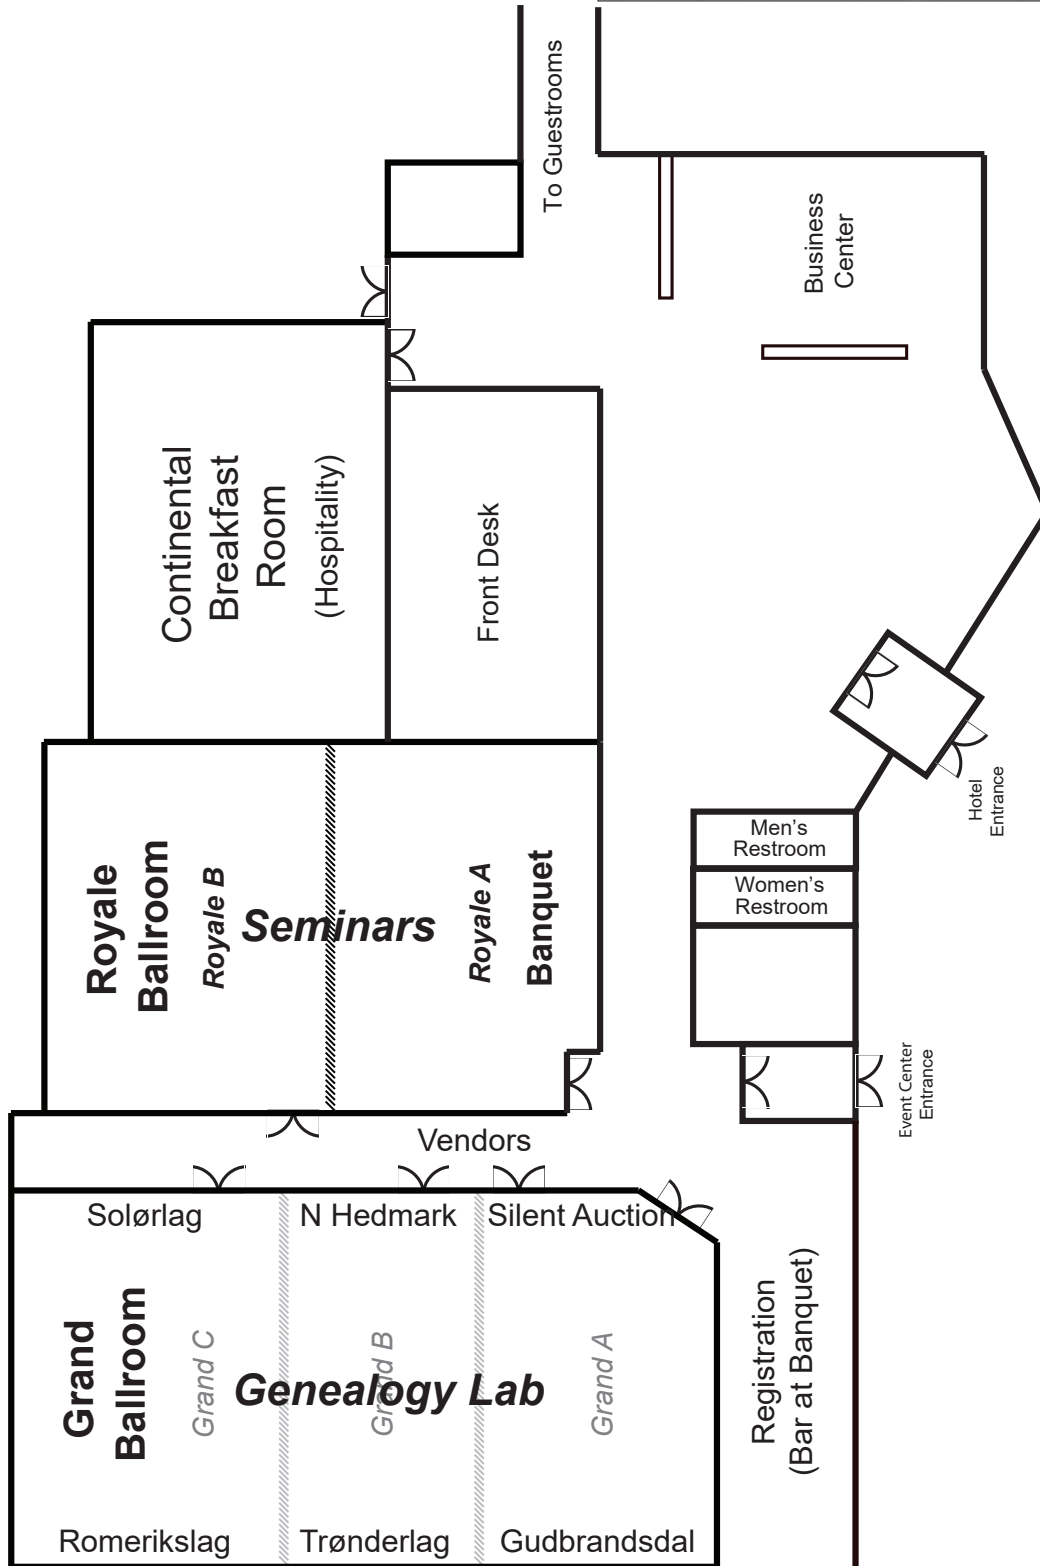 To Guestrooms
Business
Center
Continental
Breakfast
Room
(Hospitality)
Front Desk
Hotel
Entrance
Men's
Restroom
Women's
Restroom
Royale
Ballroom
Royale B
Seminars
Royale A
Banquet
Event Center
Entrance
Vendors
Solørlag
N Hedmark
Silent Auction
Grand
Ballroom
Grand C
Genealogy Lab
Grand B
Grand A
Registration
(Bar at Banquet)
Romerikslag
Trønderlag
Gudbrandsdal